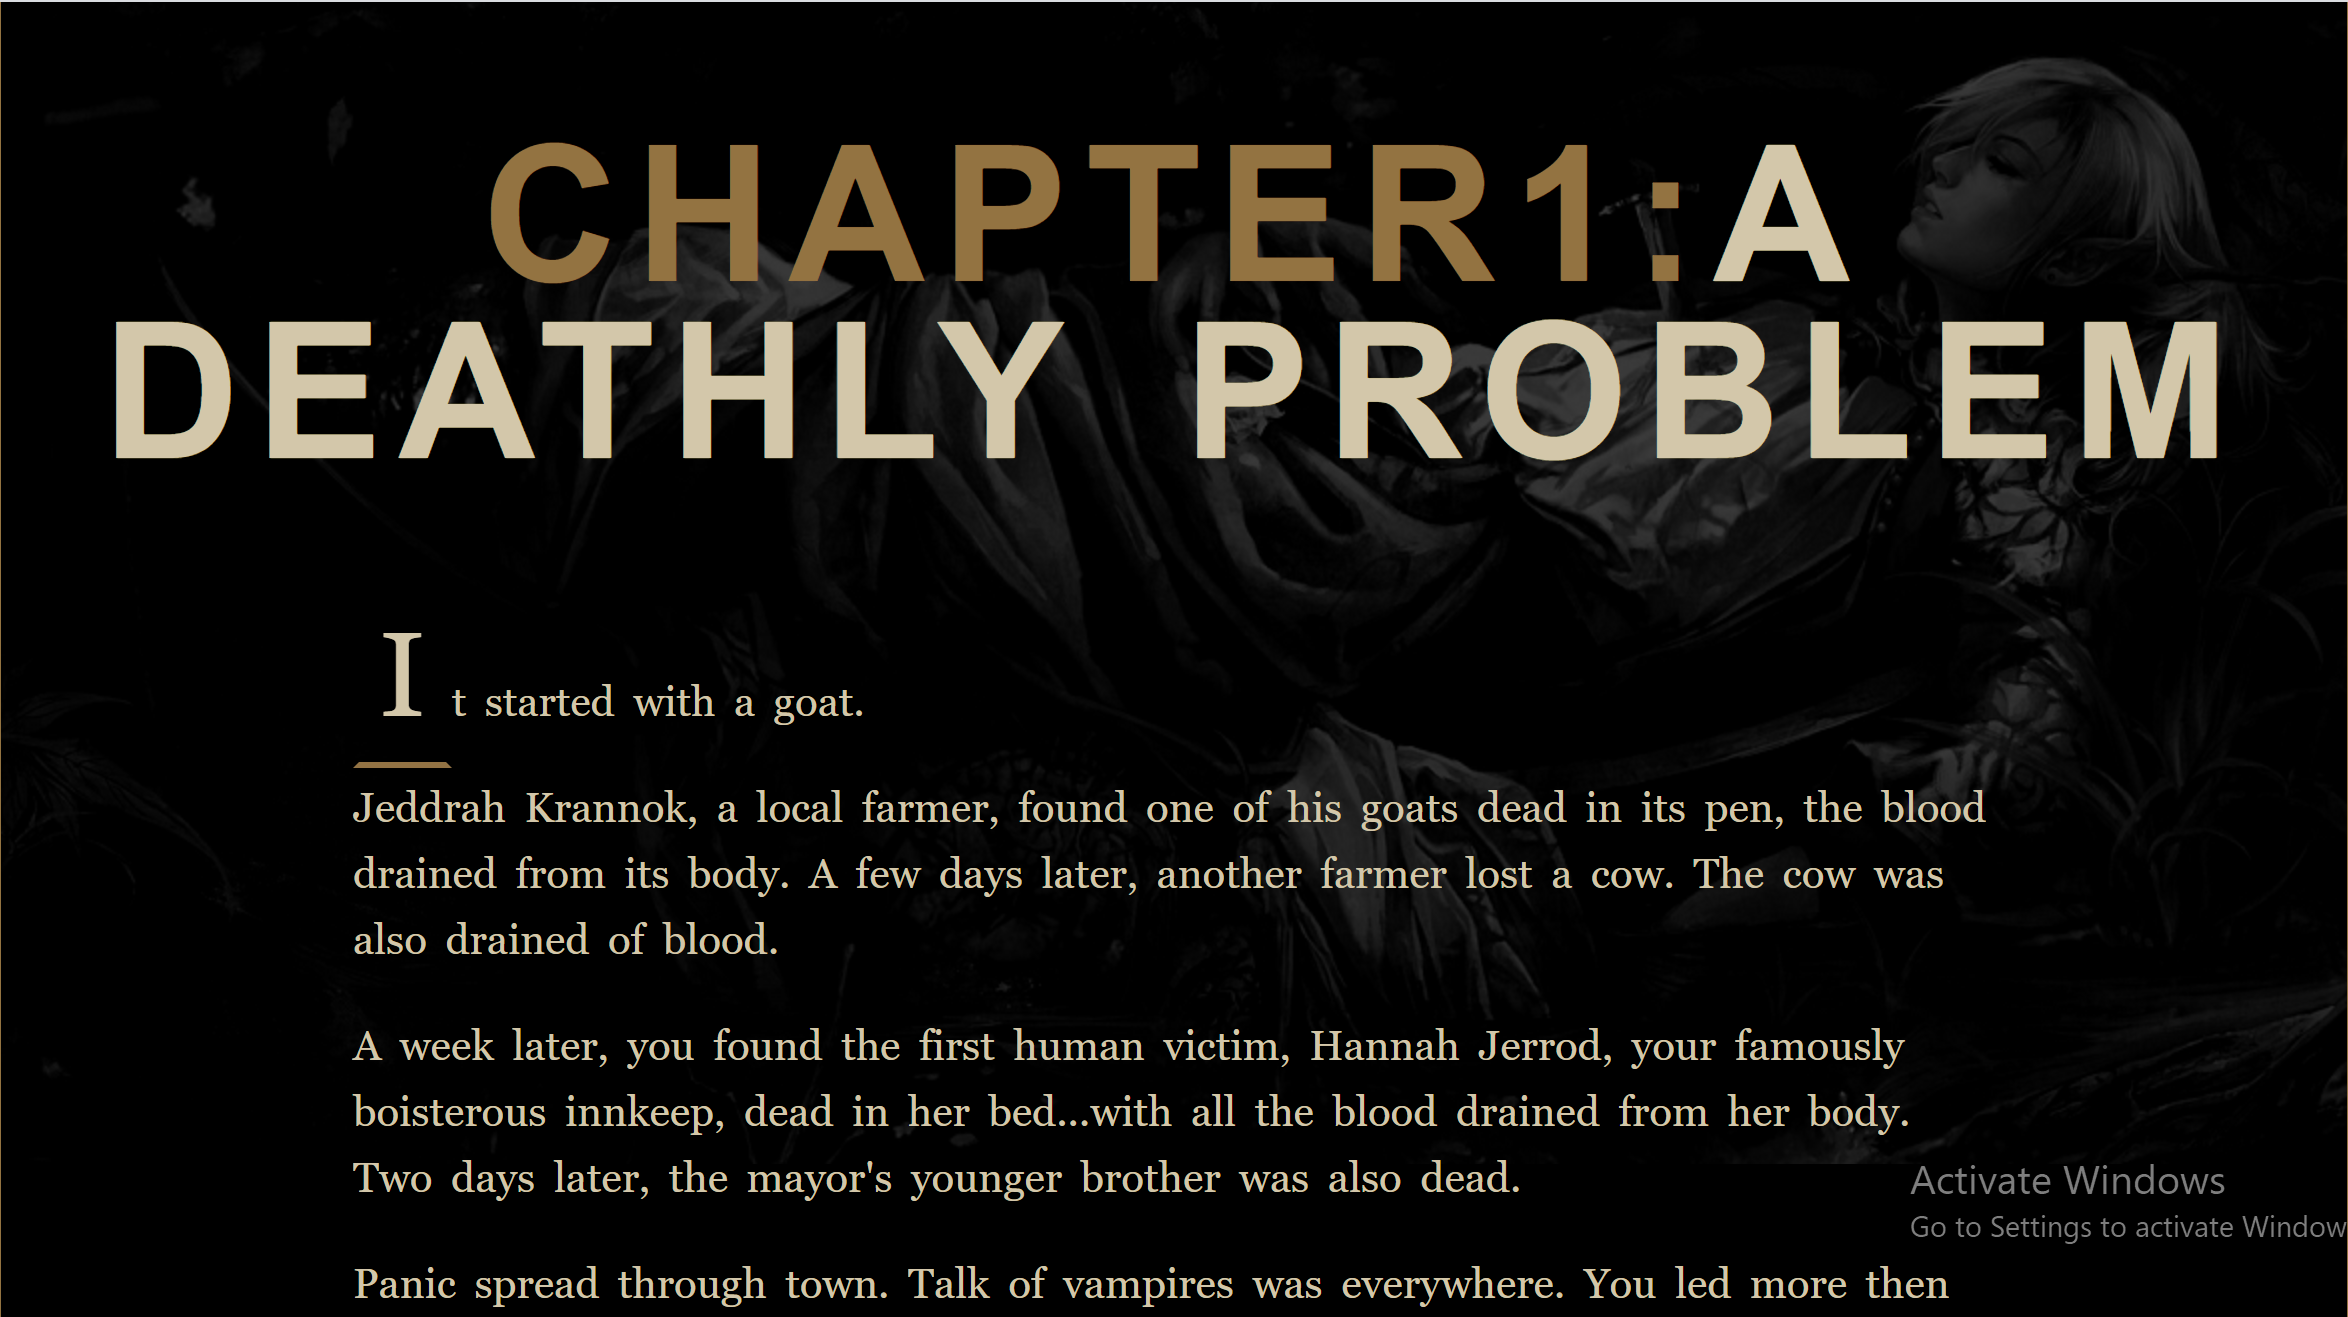 CHAPTER1:A
DEATHLY PROBLEM
It started with a goat.
Jeddrah Krannok, a local farmer, found one of his goats dead in its pen, the blood
drained from its body. A few days later, another farmer lost a cow. The cow was
also drained of blood.
A week later, you found the first human victim, Hannah Jerrod, your famously
boisterous innkeep, dead in her bed...with all the blood drained from her body.
Two days later, the mayor's younger brother was also dead.
Panic spread through town. Talk of vampires was everywhere. You led more then
Activate Windows
Go to Settings to activate Window